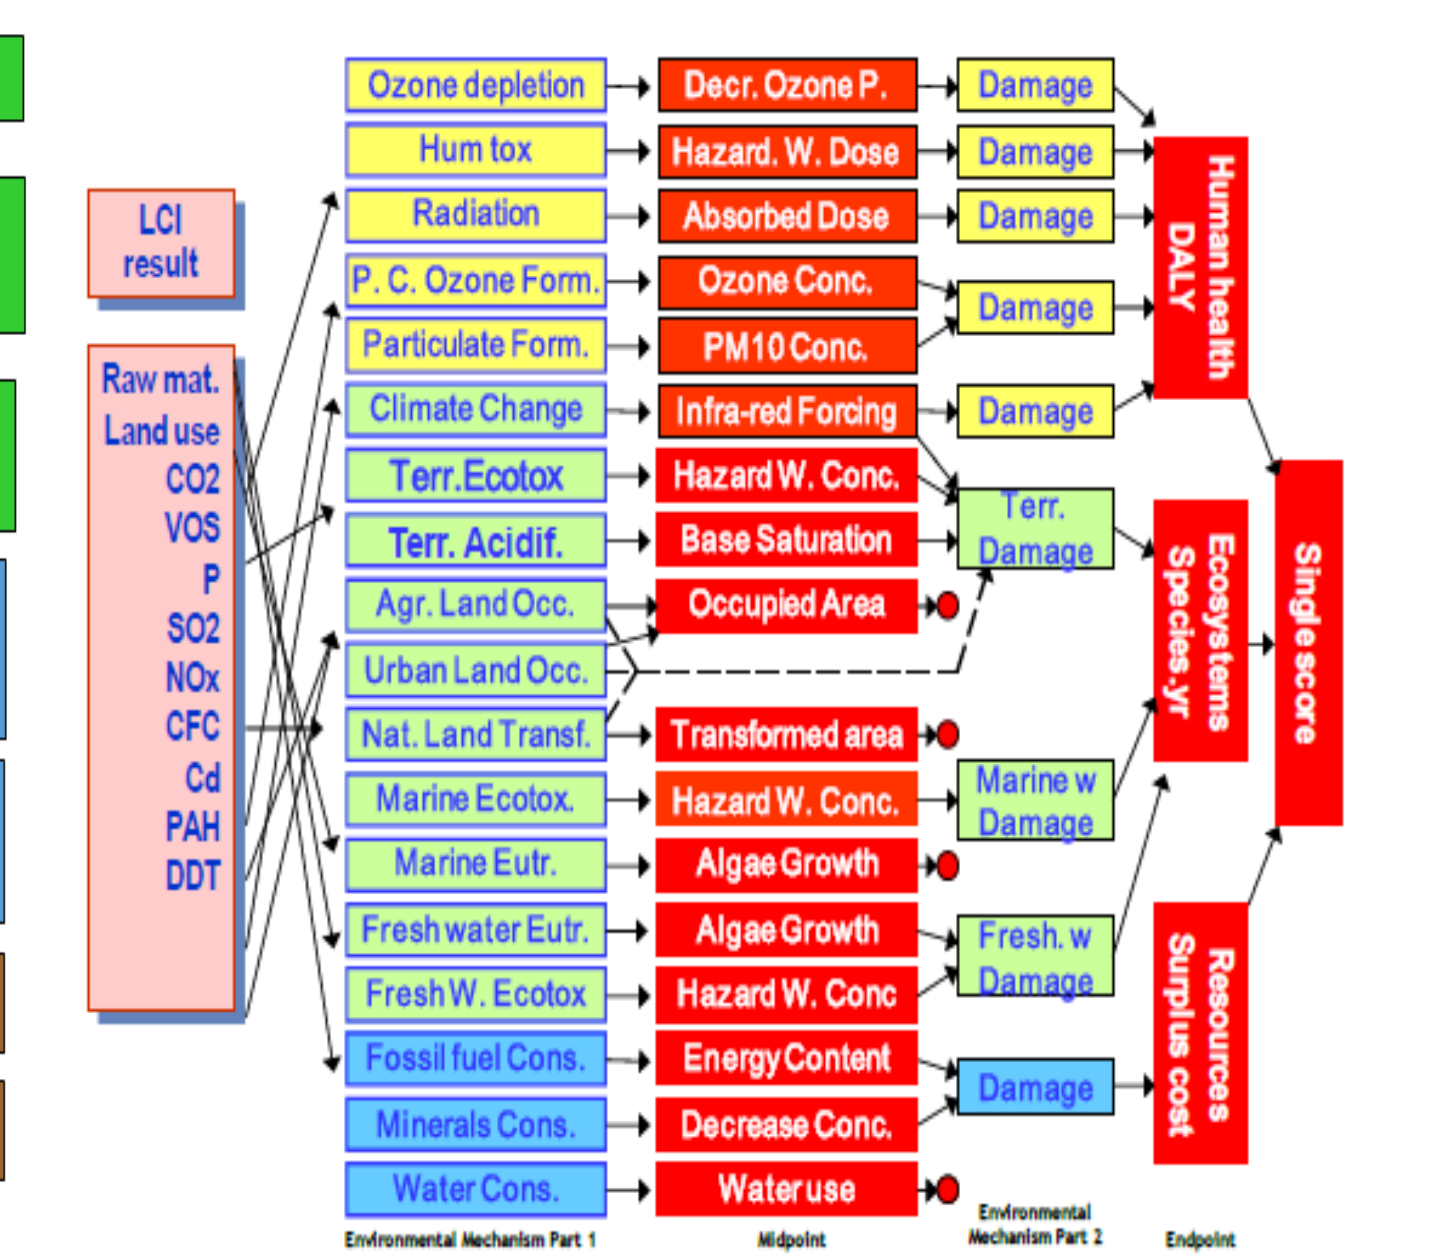 LCI
result
Raw mat.
Land use
CO2
VOS
P
SO2
NOx
CFC
Cd
PAH
DDT
Ozone depletion
Hum tox
Radiation
P. C. Ozone Form.
Particulate Form.
Climate Change
Terr.Ecotox
Terr. Acidif.
Agr. Land Occ.
Urban Land Occ.
Nat. Land Transf.
Marine Ecotox.
Marine Eutr.
Freshwater Eutr.
Fresh W. Ecotox
Fossil fuel Cons.
Minerals Cons.
Water Cons.
Environmental Mechanism Part 1
Decr. Ozone P.
Hazard. W. Dose
Absorbed Dose
Ozone Conc.
PM10 Conc.
Infra-red Forcing
Hazard W. Conc.
Base Saturation
Occupied Area
Transformed area
Hazard W. Conc.
Algae Growth
Algae Growth
Hazard W. Conc
Energy Content
Decrease Conc.
Water use
Midpoint
Damage
Damage
Damage
Damage
Damage
Terr.
Damage
Marine w
Damage
Fresh. w
Damage
Damage
Environmental
Mechanism Part 2
Human health
DALY
Ecosystems
Species.yr
Resources
Surplus cost
Endpoint
Single score